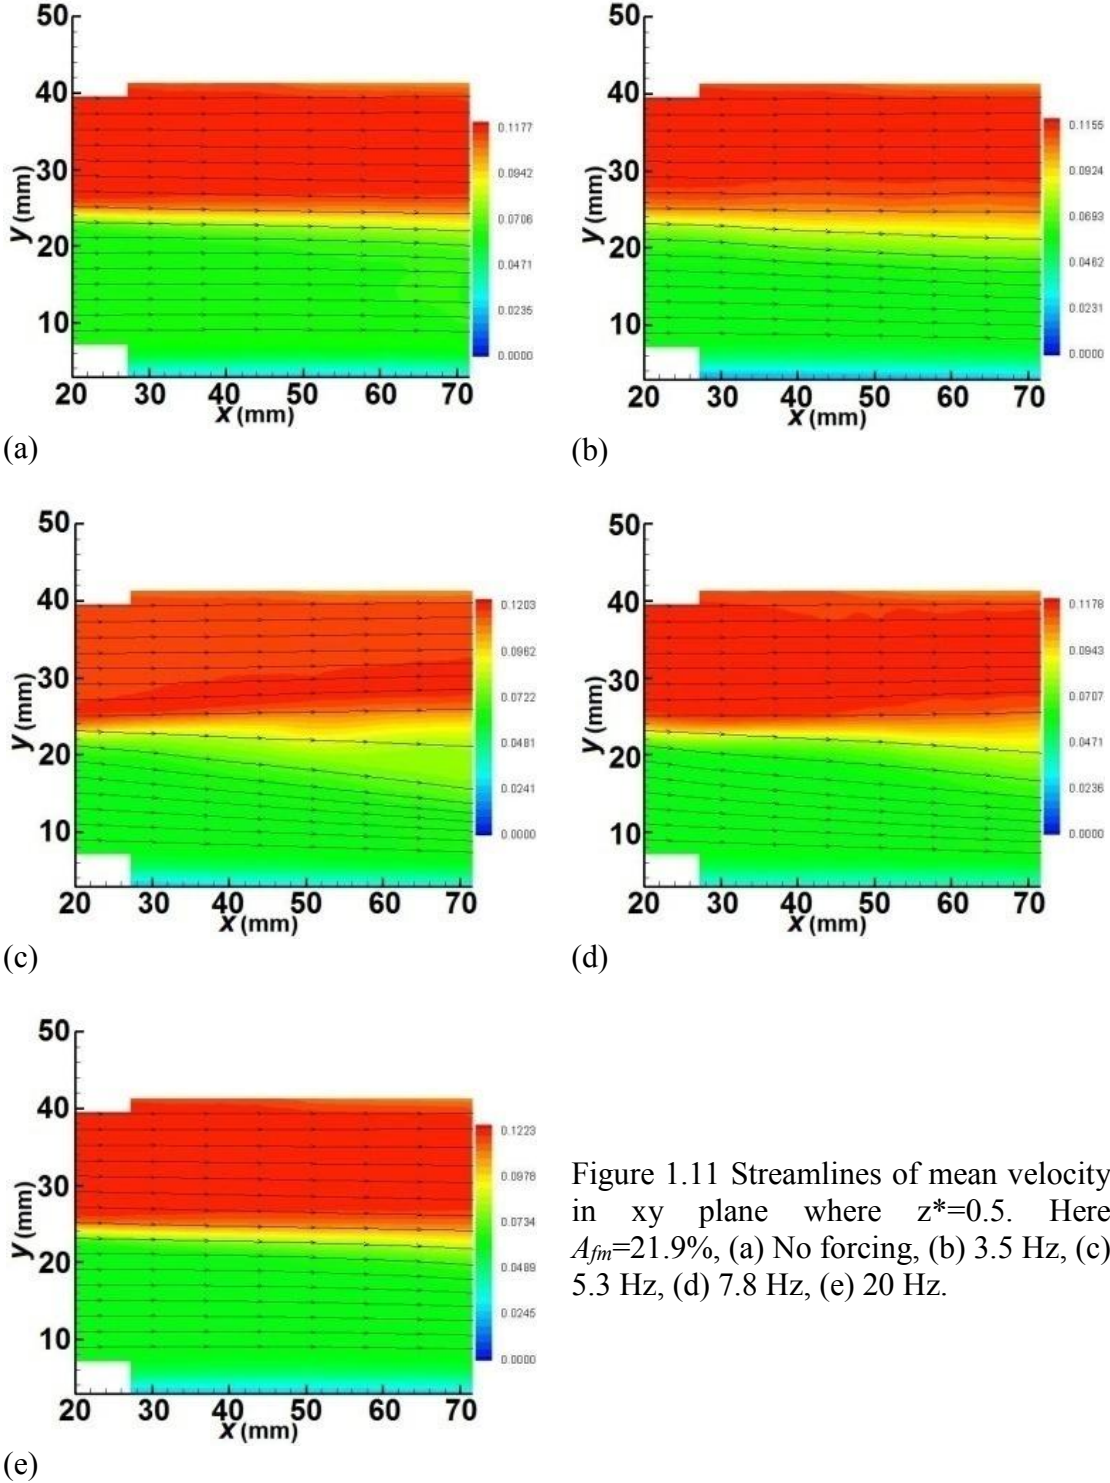 50
40
30
20
10
y (mm)
20 30 40 50 60 70
x (mm)
0.1177
0.0942
0.0706
0.0471
0.0235
0.0000
(a)
50
40
30
20
10
y (mm)
20 30 40 50 60 70
x (mm)
0.1155
0.0924
0.0693
0.0462
0.0231
0.0000
(b)
50
40
30
20
10
y (mm)
20 30 40 50 60 70
x (mm)
0.1203
0.0962
0.0722
0.0481
0.0241
0.0000
(c)
50
40
30
20
10
y (mm)
20 30 40 50 60 70
x (mm)
0.1178
0.0943
0.0707
0.0471
0.0236
0.0000
(d)
50
40
30
20
10
y (mm)
20 30 40 50 60 70
x (mm)
0.1223
0.0978
0.0734
0.0489
0.0245
0.0000
(e)
Figure 1.11 Streamlines of mean velocity
in xy plane where z*=0.5. Here
Afm=21.9%, (a) No forcing, (b) 3.5 Hz, (c)
5.3 Hz, (d) 7.8 Hz, (e) 20 Hz.